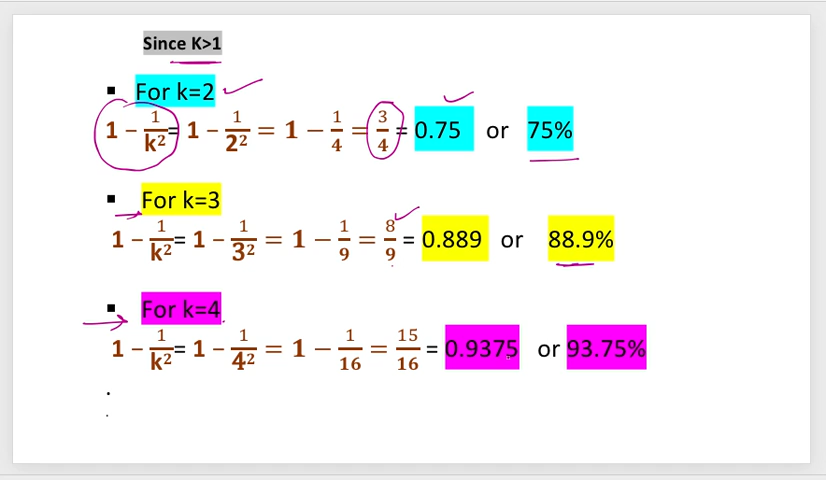 Since K>1
▪ For k=2
1 − 1/k² = 1 − 1/2² = 1 − 1/4 = 3/4 = 0.75 or 75%
▪ For k=3
1 − 1/k² = 1 − 1/3² = 1 − 1/9 = 8/9 = 0.889 or 88.9%
▪ For k=4
1 − 1/k² = 1 − 1/4² = 1 − 1/16 = 15/16 = 0.9375 or 93.75%
.
.